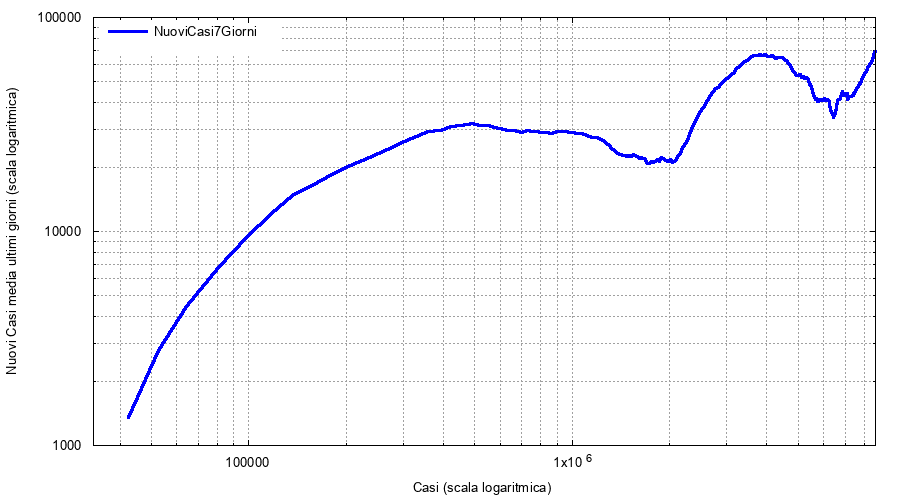 100000
NuoviCasi7Giorni
10000
1000
Nuovi Casi media ultimi giorni (scala logaritmica)
100000
1x10 6
Casi (scala logaritmica)